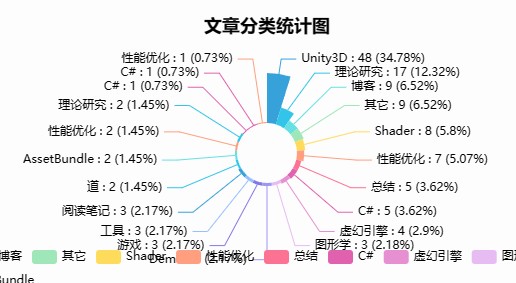 文章分类统计图
性能优化 : 1 (0.73%)
Unity3D : 48 (34.78%)
C# : 1 (0.73%)
理论研究 : 17 (12.32%)
C# : 1 (0.73%)
博客 : 9 (6.52%)
理论研究 : 2 (1.45%)
其它 : 9 (6.52%)
性能优化 : 2 (1.45%)
Shader : 8 (5.8%)
AssetBundle : 2 (1.45%)
性能优化 : 7 (5.07%)
道 : 2 (1.45%)
总结 : 5 (3.62%)
阅读笔记 : 3 (2.17%)
C# : 5 (3.62%)
工具 : 3 (2.17%)
虚幻引擎 : 4 (2.9%)
游戏 : 3 (2.17%)
图形学 : 3 (2.18%)
(2.17%)
博客 其它 Shader 性能优化 总结 C# 虚幻引擎
Bundle